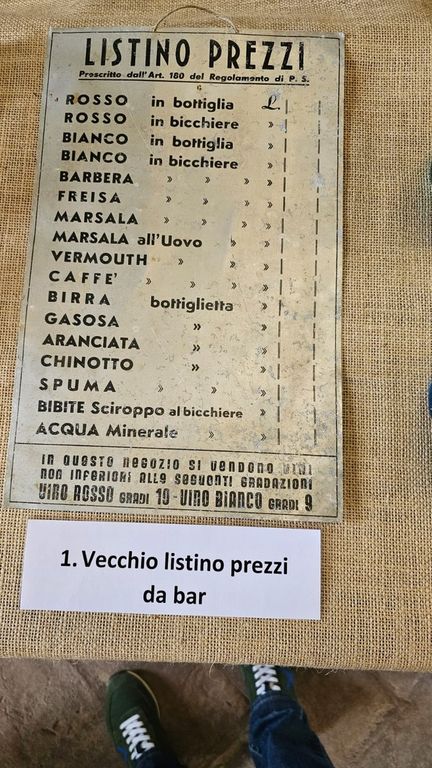 LISTINO PREZZI
Prescritto dall'Art. 180 del Regolamento di P. S.
ROSSO in bottiglia £.
ROSSO in bicchiere »
BIANCO in bottiglia »
BIANCO in bicchiere »
BARBERA » » » »
FREISA » » » »
MARSALA » » » »
MARSALA all'Uovo » »
VERMOUTH » » »
CAFFE' » » » »
BIRRA bottiglietta »
GASOSA » »
ARANCIATA » »
CHINOTTO » »
SPUMA » » »
BIBITE Sciroppo al bicchiere »
ACQUA Minerale » »
IN QUESTO NEGOZIO SI VENDONO VINI
NON INFERIORI ALLE SEGUENTI GRADAZIONI
VINO ROSSO GRADI 10 - VINO BIANCO GRADI 9
1. Vecchio listino prezzi
da bar